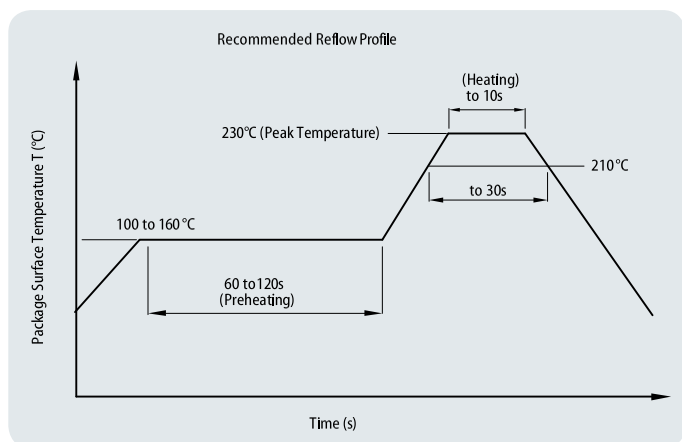 Recommended Reflow Profile
(Heating)
to 10s
230°C (Peak Temperature)
210°C
to 30s
100 to 160°C
60 to120s
(Preheating)
Package Surface Temperature T (°C)
Time (s)